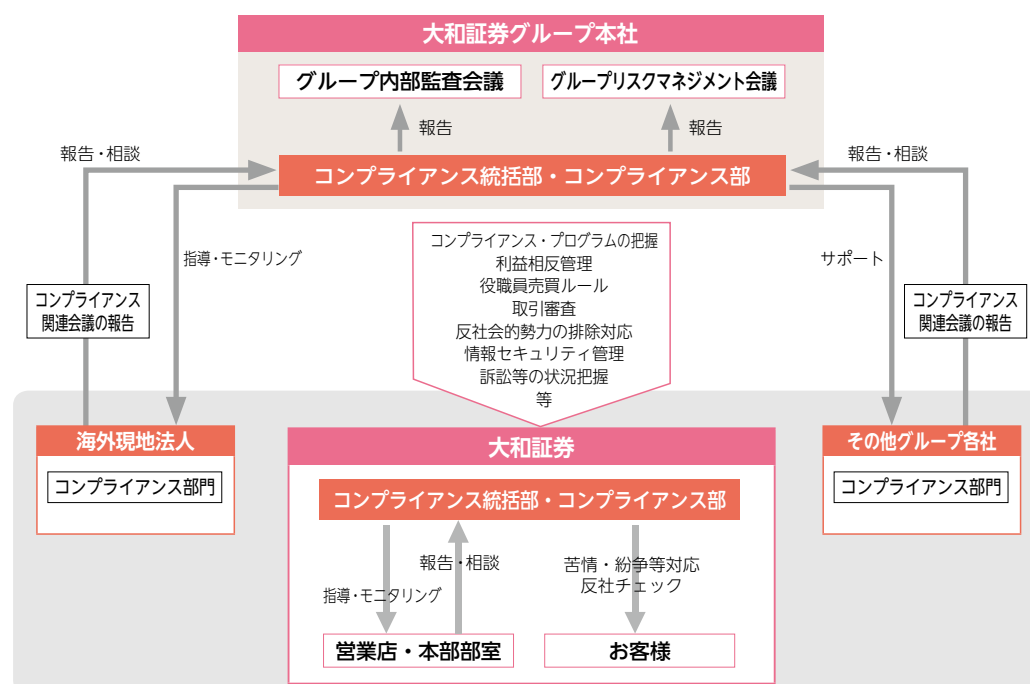 大和証券グループ本社
グループ内部監査会議
グループリスクマネジメント会議
報告
報告
報告・相談
報告・相談
コンプライアンス統括部・コンプライアンス部
指導・モニタリング
サポート
コンプライアンス・プログラムの把握
利益相反管理
役職員売買ルール
取引審査
反社会的勢力の排除対応
情報セキュリティ管理
訴訟等の状況把握
等
コンプライアンス
関連会議の報告
コンプライアンス
関連会議の報告
海外現地法人
コンプライアンス部門
大和証券
コンプライアンス統括部・コンプライアンス部
報告・相談
指導・モニタリング
苦情・紛争等対応
反社チェック
営業店・本部部室
お客様
その他グループ各社
コンプライアンス部門